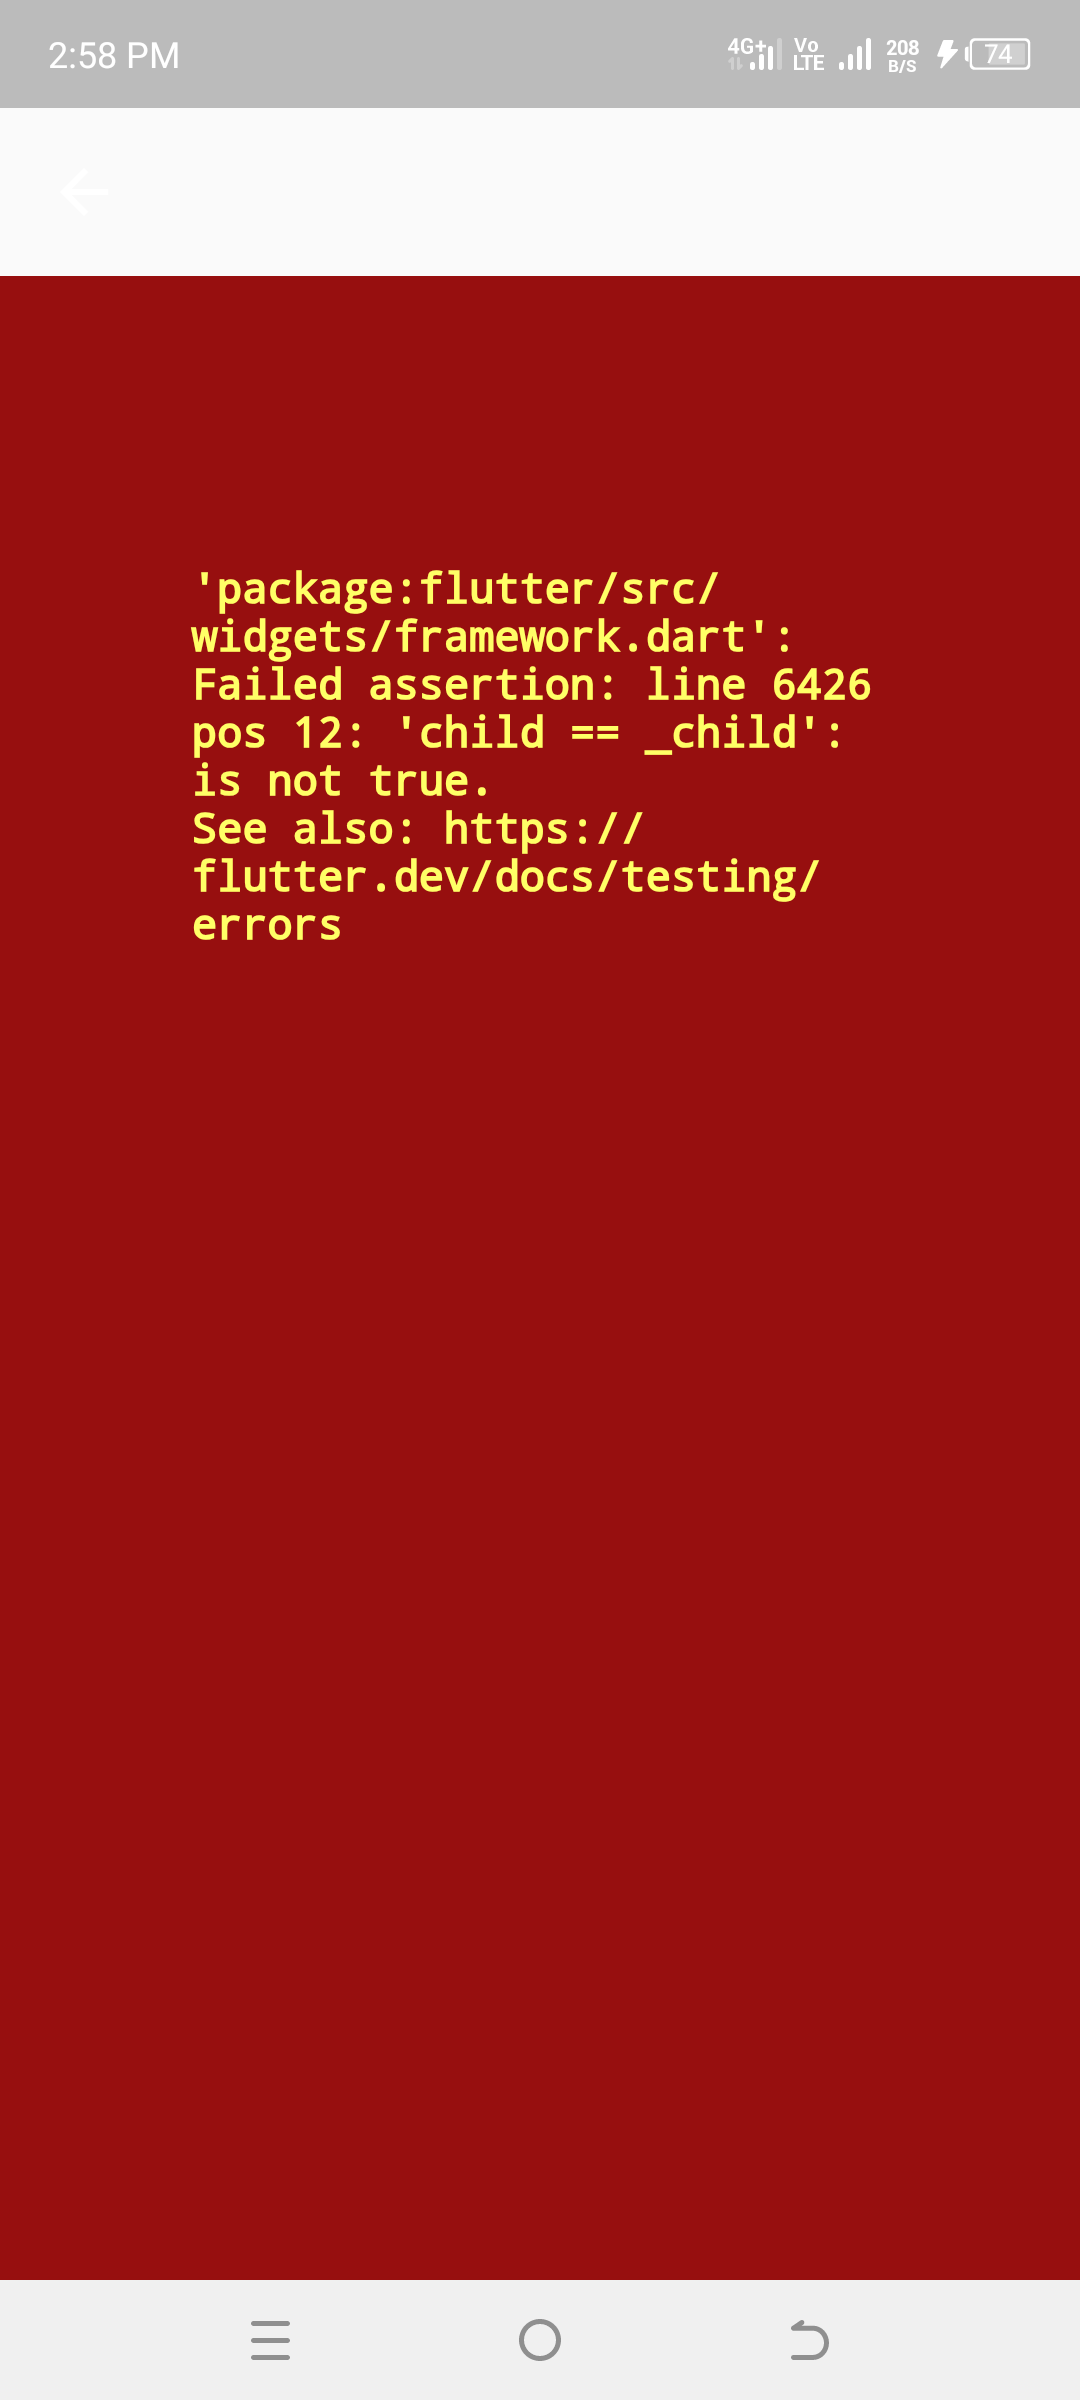 2:58 PM
4G+
Vo
LTE
208
B/S
74
'package:flutter/src/
widgets/framework.dart':
Failed assertion: line 6426
pos 12: 'child == _child':
is not true.
See also: https://
flutter.dev/docs/testing/
errors